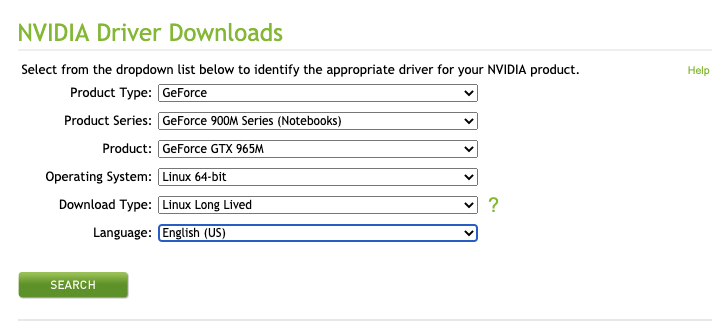 NVIDIA Driver Downloads
Select from the dropdown list below to identify the appropriate driver for your NVIDIA product.
Help
Product Type: GeForce
Product Series: GeForce 900M Series (Notebooks)
Product: GeForce GTX 965M
Operating System: Linux 64-bit
Download Type: Linux Long Lived ?
Language: English (US)
SEARCH